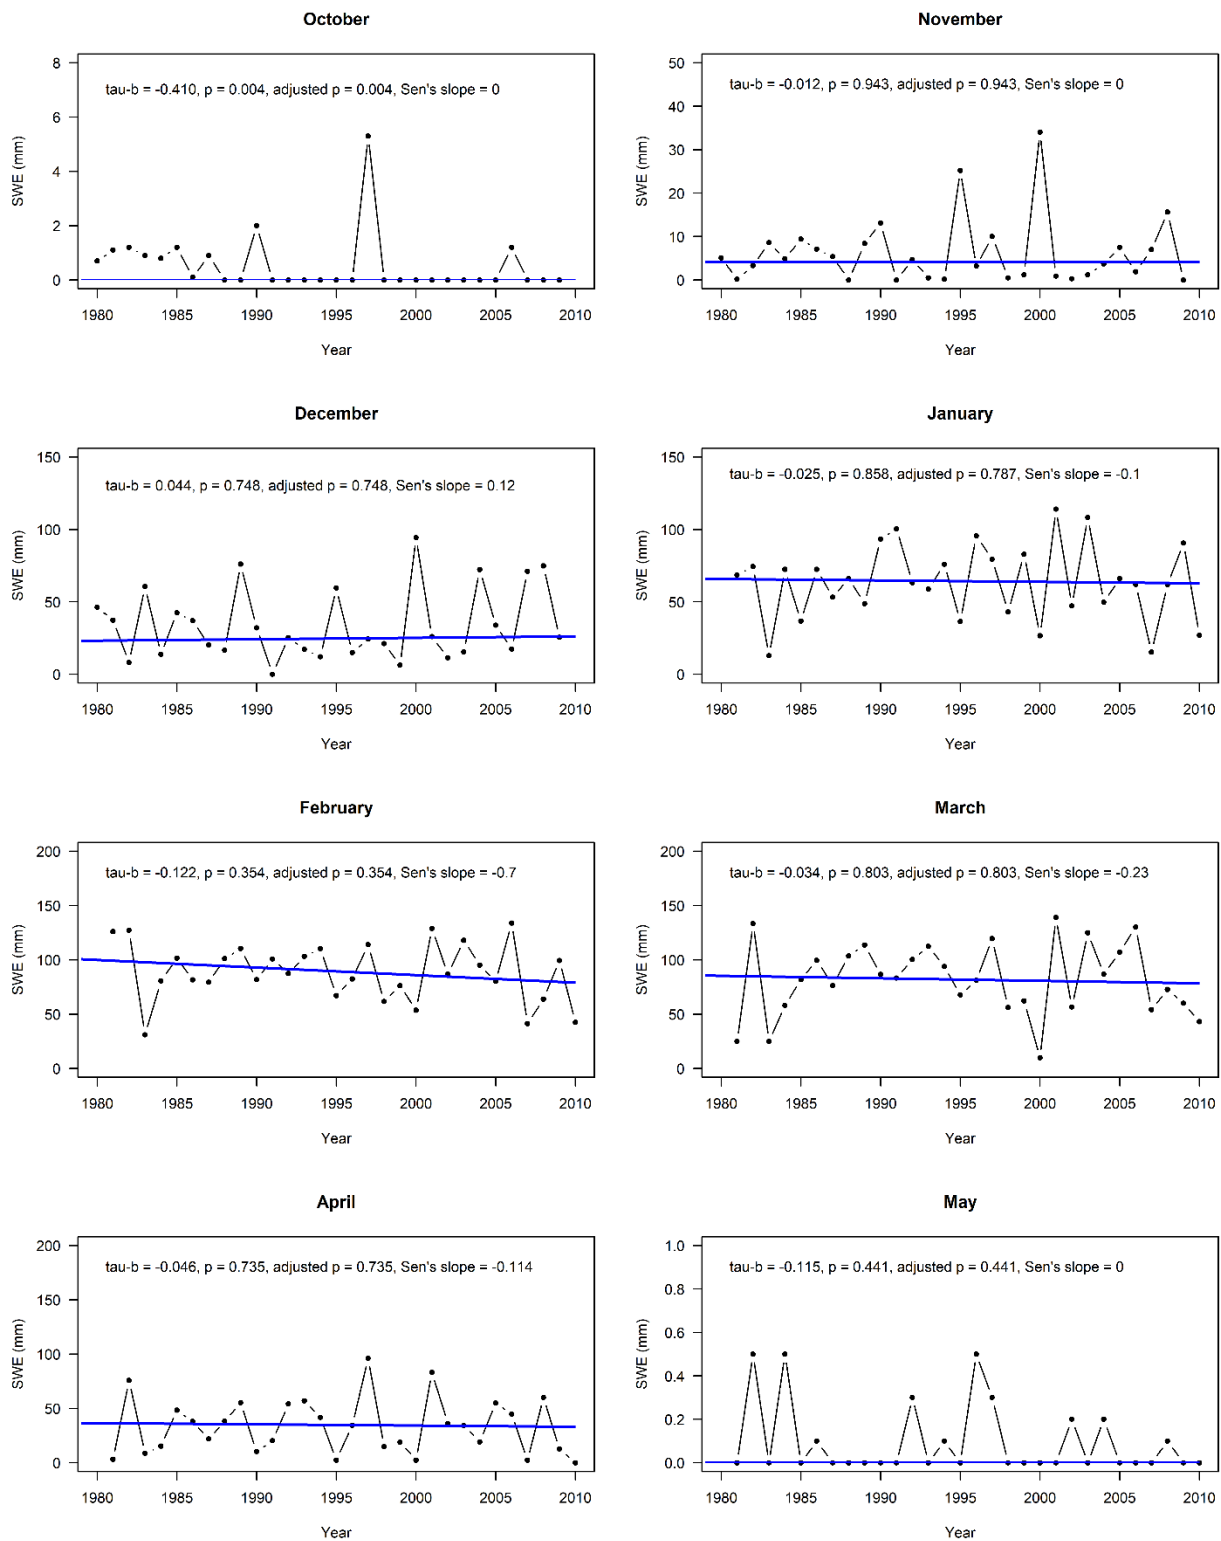 October
8
6
4
2
0
SWE (mm)
tau-b = -0.410, p = 0.004, adjusted p = 0.004, Sen's slope = 0
1980 1985 1990 1995 2000 2005 2010
Year
November
50
40
30
20
10
0
SWE (mm)
tau-b = -0.012, p = 0.943, adjusted p = 0.943, Sen's slope = 0
1980 1985 1990 1995 2000 2005 2010
Year
December
150
100
50
0
SWE (mm)
tau-b = 0.044, p = 0.748, adjusted p = 0.748, Sen's slope = 0.12
1980 1985 1990 1995 2000 2005 2010
Year
January
150
100
50
0
SWE (mm)
tau-b = -0.025, p = 0.858, adjusted p = 0.787, Sen's slope = -0.1
1980 1985 1990 1995 2000 2005 2010
Year
February
200
150
100
50
0
SWE (mm)
tau-b = -0.122, p = 0.354, adjusted p = 0.354, Sen's slope = -0.7
1980 1985 1990 1995 2000 2005 2010
Year
March
200
150
100
50
0
SWE (mm)
tau-b = -0.034, p = 0.803, adjusted p = 0.803, Sen's slope = -0.23
1980 1985 1990 1995 2000 2005 2010
Year
April
200
150
100
50
0
SWE (mm)
tau-b = -0.046, p = 0.735, adjusted p = 0.735, Sen's slope = -0.114
1980 1985 1990 1995 2000 2005 2010
Year
May
1.0
0.8
0.6
0.4
0.2
0.0
SWE (mm)
tau-b = -0.115, p = 0.441, adjusted p = 0.441, Sen's slope = 0
1980 1985 1990 1995 2000 2005 2010
Year